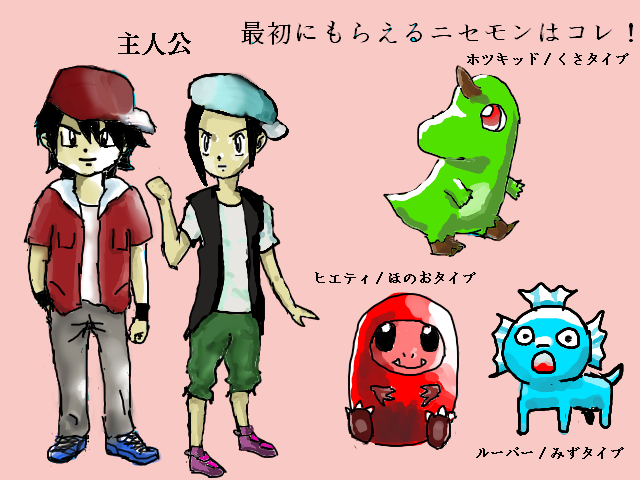 主人公
最初にもらえるニセモンはコレ！
ホツキッド/くさタイプ
ヒエティ/ほのおタイプ
ルーバー/みずタイプ